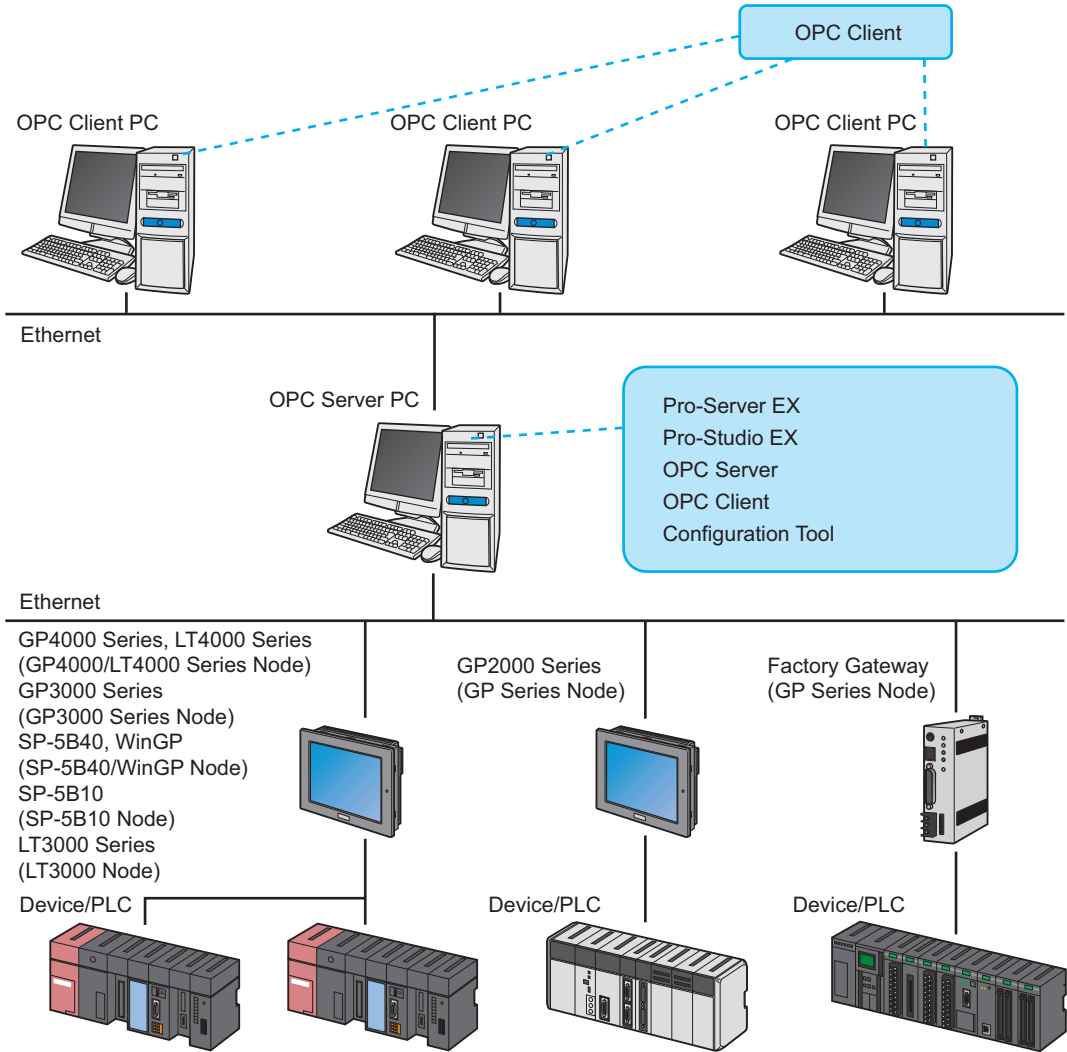 OPC Client
OPC Client PC
OPC Client PC
OPC Client PC
Ethernet
OPC Server PC
Pro-Server EX
Pro-Studio EX
OPC Server
OPC Client
Configuration Tool
Ethernet
GP4000 Series, LT4000 Series
(GP4000/LT4000 Series Node)
GP3000 Series
(GP3000 Series Node)
SP-5B40, WinGP
(SP-5B40/WinGP Node)
SP-5B10
(SP-5B10 Node)
LT3000 Series
(LT3000 Node)
GP2000 Series
(GP Series Node)
Factory Gateway
(GP Series Node)
Device/PLC
Device/PLC
Device/PLC